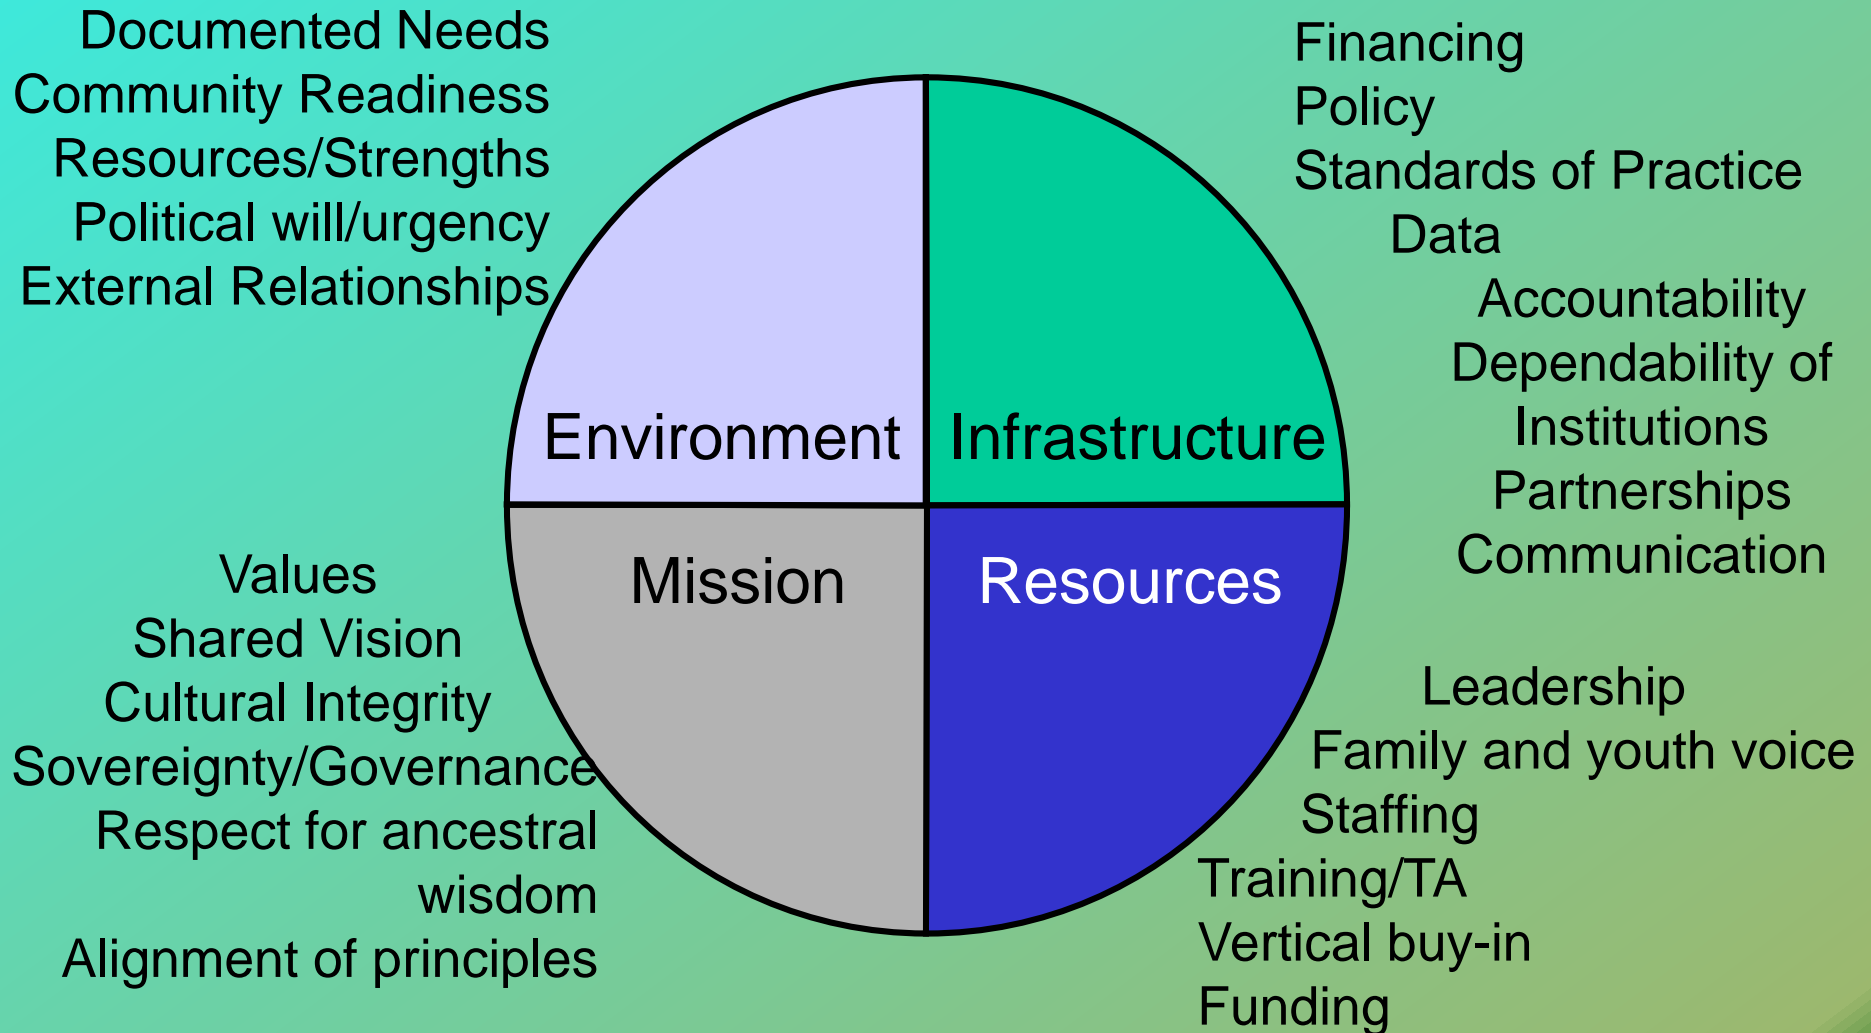 Documented Needs
Community Readiness
Resources/Strengths
Political will/urgency
External Relationships
Financing
Policy
Standards of Practice
Data
Accountability
Dependability of
Institutions
Partnerships
Communication
Environment
Infrastructure
Mission
Resources
Values
Shared Vision
Cultural Integrity
Sovereignty/Governance
Respect for ancestral
wisdom
Alignment of principles
Leadership
Family and youth voice
Staffing
Training/TA
Vertical buy-in
Funding